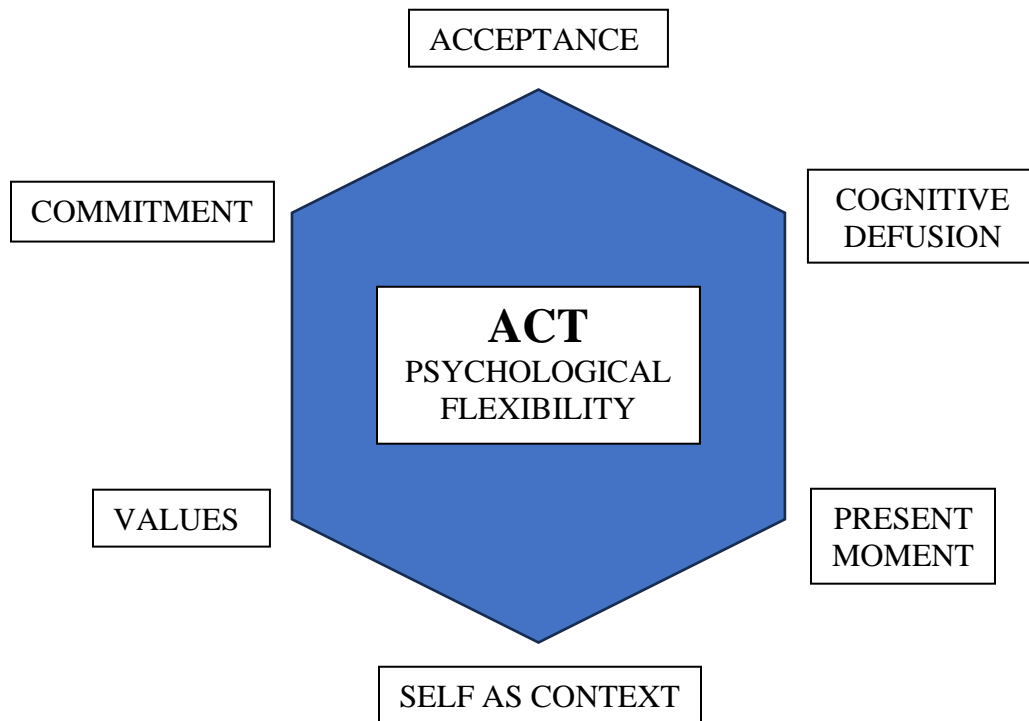 ACCEPTANCE
COMMITMENT
COGNITIVE
DEFUSION
ACT
PSYCHOLOGICAL
FLEXIBILITY
VALUES
PRESENT
MOMENT
SELF AS CONTEXT